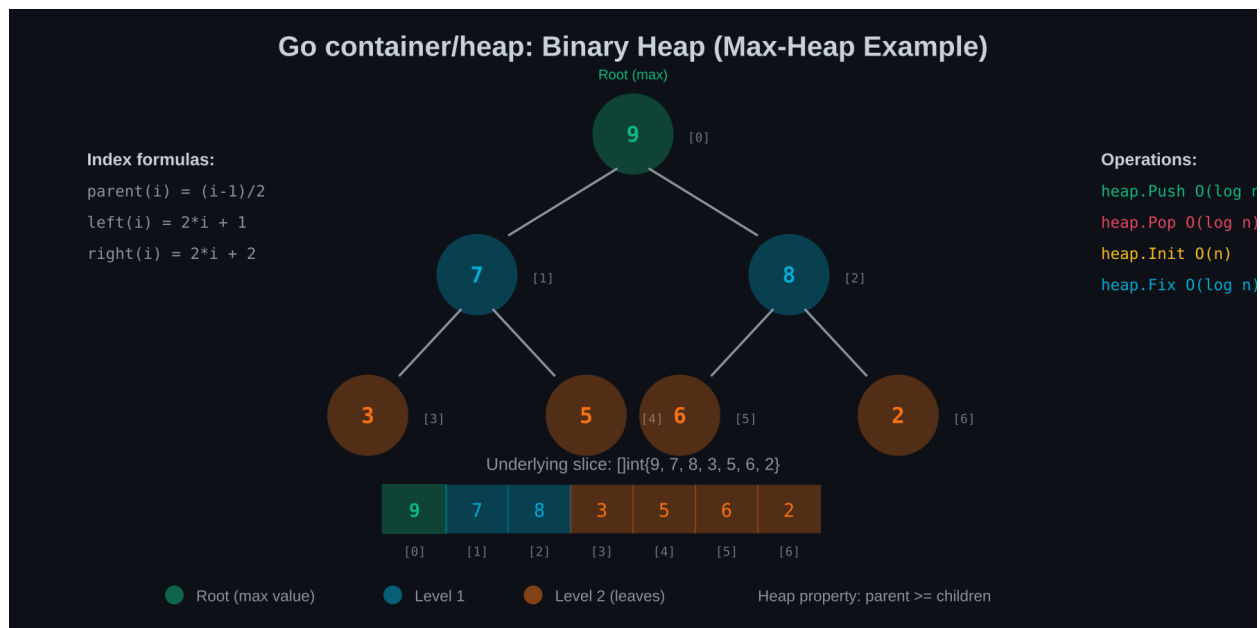 Go container/heap: Binary Heap (Max-Heap Example)
Root (max)
9
[0]
Index formulas:
parent(i) = (i-1)/2
left(i) = 2*i + 1
right(i) = 2*i + 2
Operations:
heap.Push O(log n
heap.Pop O(log n)
heap.Init O(n)
heap.Fix O(log n)
7
[1]
8
[2]
3
[3]
5
[4]
6
[5]
2
[6]
Underlying slice: []int{9, 7, 8, 3, 5, 6, 2}
9 7 8 3 5 6 2
[0] [1] [2] [3] [4] [5] [6]
Root (max value) Level 1 Level 2 (leaves) Heap property: parent >= children